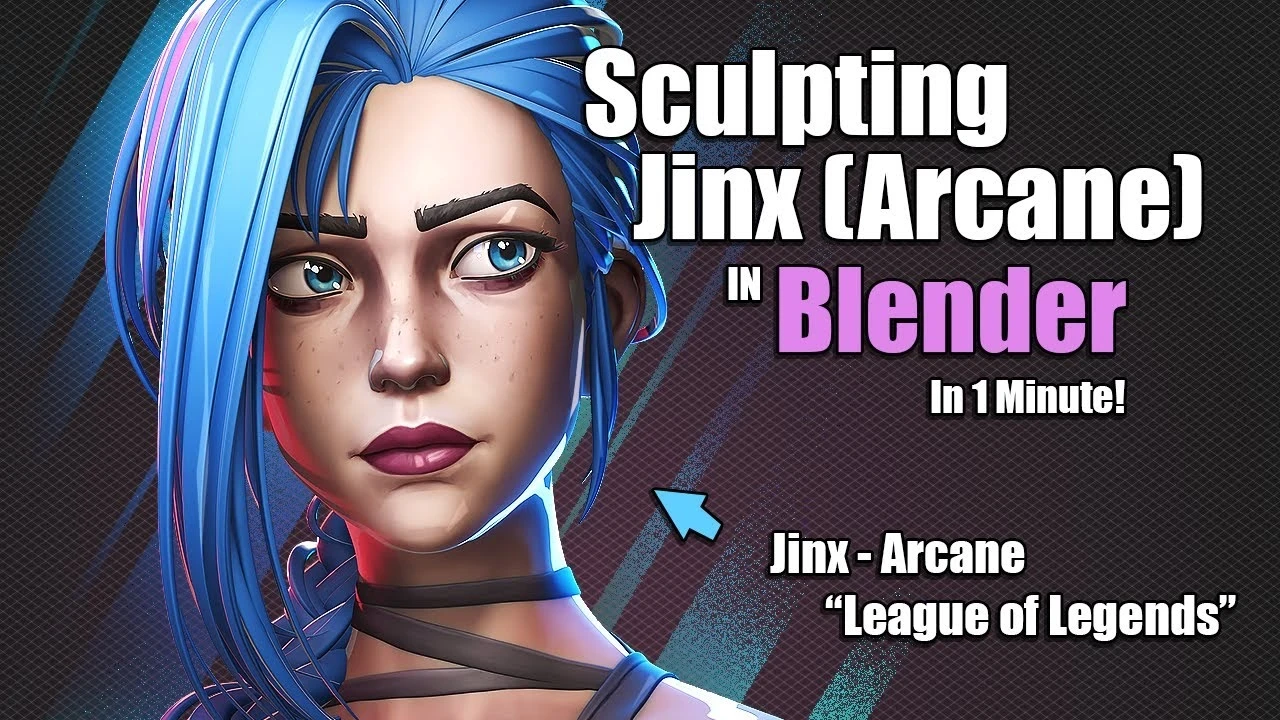 Sculpting
Jinx (Arcane)
IN Blender
In 1 Minute!
Jinx - Arcane
“League of Legends”